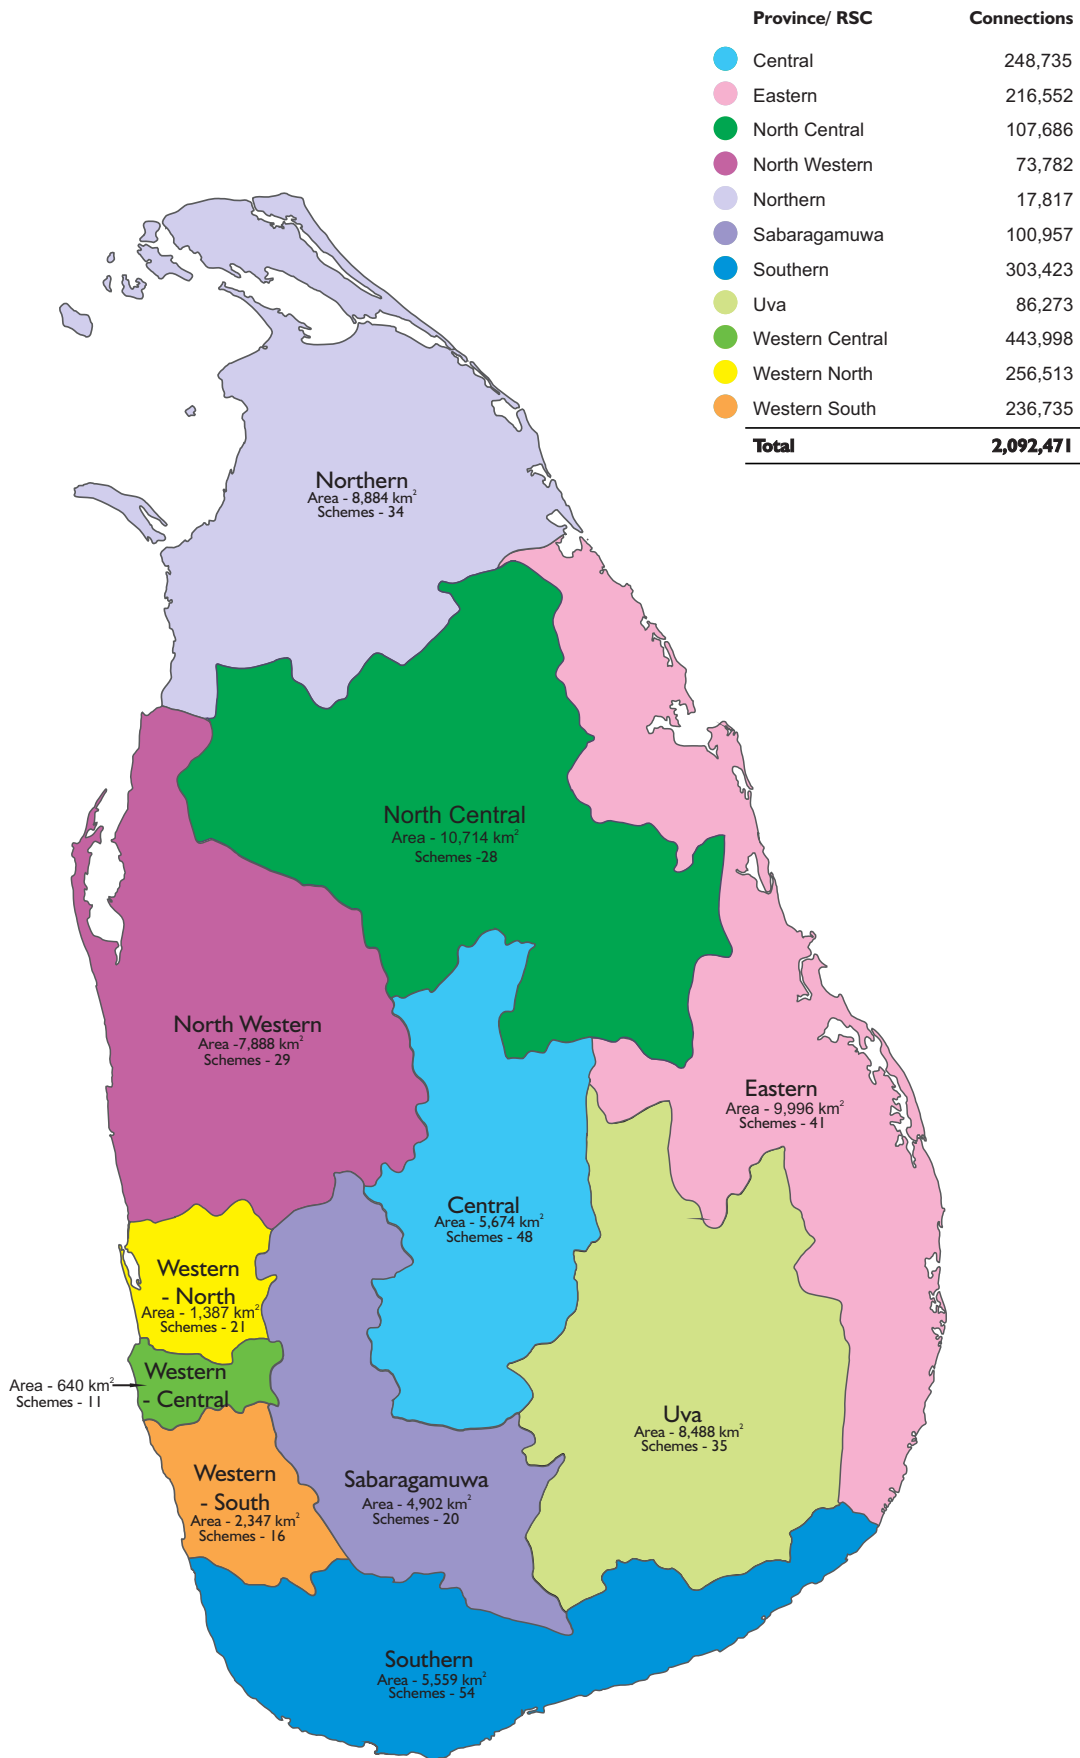 Province/ RSC Connections
Central 248,735
Eastern 216,552
North Central 107,686
North Western 73,782
Northern 17,817
Sabaragamuwa 100,957
Southern 303,423
Uva 86,273
Western Central 443,998
Western North 256,513
Western South 236,735
Total 2,092,471
Northern
Area - 8,884 km²
Schemes - 34
North Central
Area - 10,714 km²
Schemes -28
North Western
Area -7,888 km²
Schemes - 29
Eastern
Area - 9,996 km²
Schemes - 41
Central
Area - 5,674 km²
Schemes - 48
Western
- North
Area - 1,387 km²
Schemes - 21
Western
- Central
Area - 640 km²
Schemes - 11
Uva
Area - 8,488 km²
Schemes - 35
Western
- South
Area - 2,347 km²
Schemes - 16
Sabaragamuwa
Area - 4,902 km²
Schemes - 20
Southern
Area - 5,559 km²
Schemes - 54